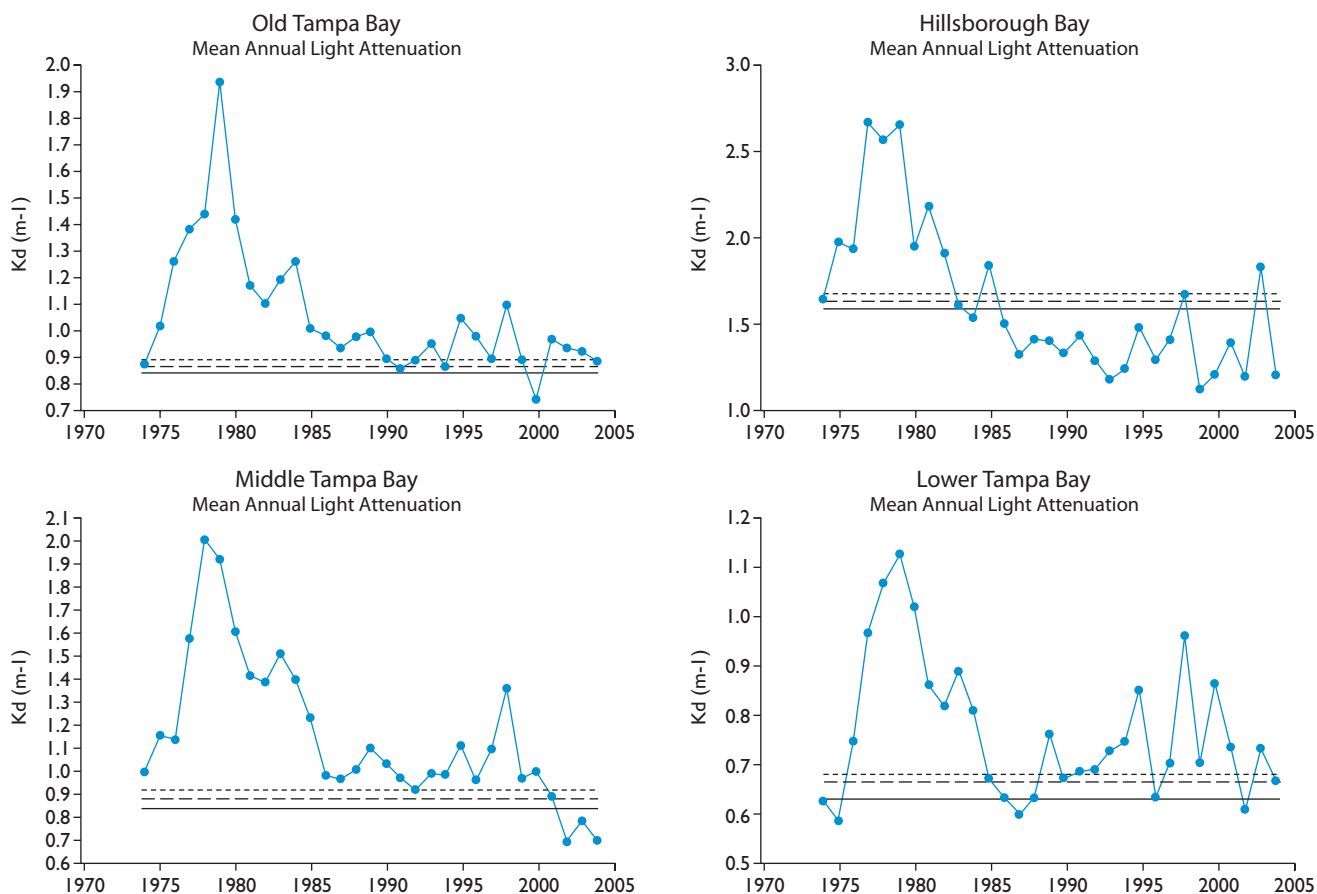 Old Tampa Bay
Mean Annual Light Attenuation
2.0
1.9
1.8
1.7
1.6
1.5
1.4
1.3
1.2
1.1
1.0
0.9
0.8
0.7
Kd (m-1)
1970 1975 1980 1985 1990 1995 2000 2005
Hillsborough Bay
Mean Annual Light Attenuation
3.0
2.5
2.0
1.5
1.0
Kd (m-1)
1970 1975 1980 1985 1990 1995 2000 2005
Middle Tampa Bay
Mean Annual Light Attenuation
2.1
2.0
1.9
1.8
1.7
1.6
1.5
1.4
1.3
1.2
1.1
1.0
0.9
0.8
0.7
0.6
Kd (m-1)
1970 1975 1980 1985 1990 1995 2000 2005
Lower Tampa Bay
Mean Annual Light Attenuation
1.2
1.1
1.0
0.9
0.8
0.7
0.6
0.5
Kd (m-1)
1970 1975 1980 1985 1990 1995 2000 2005